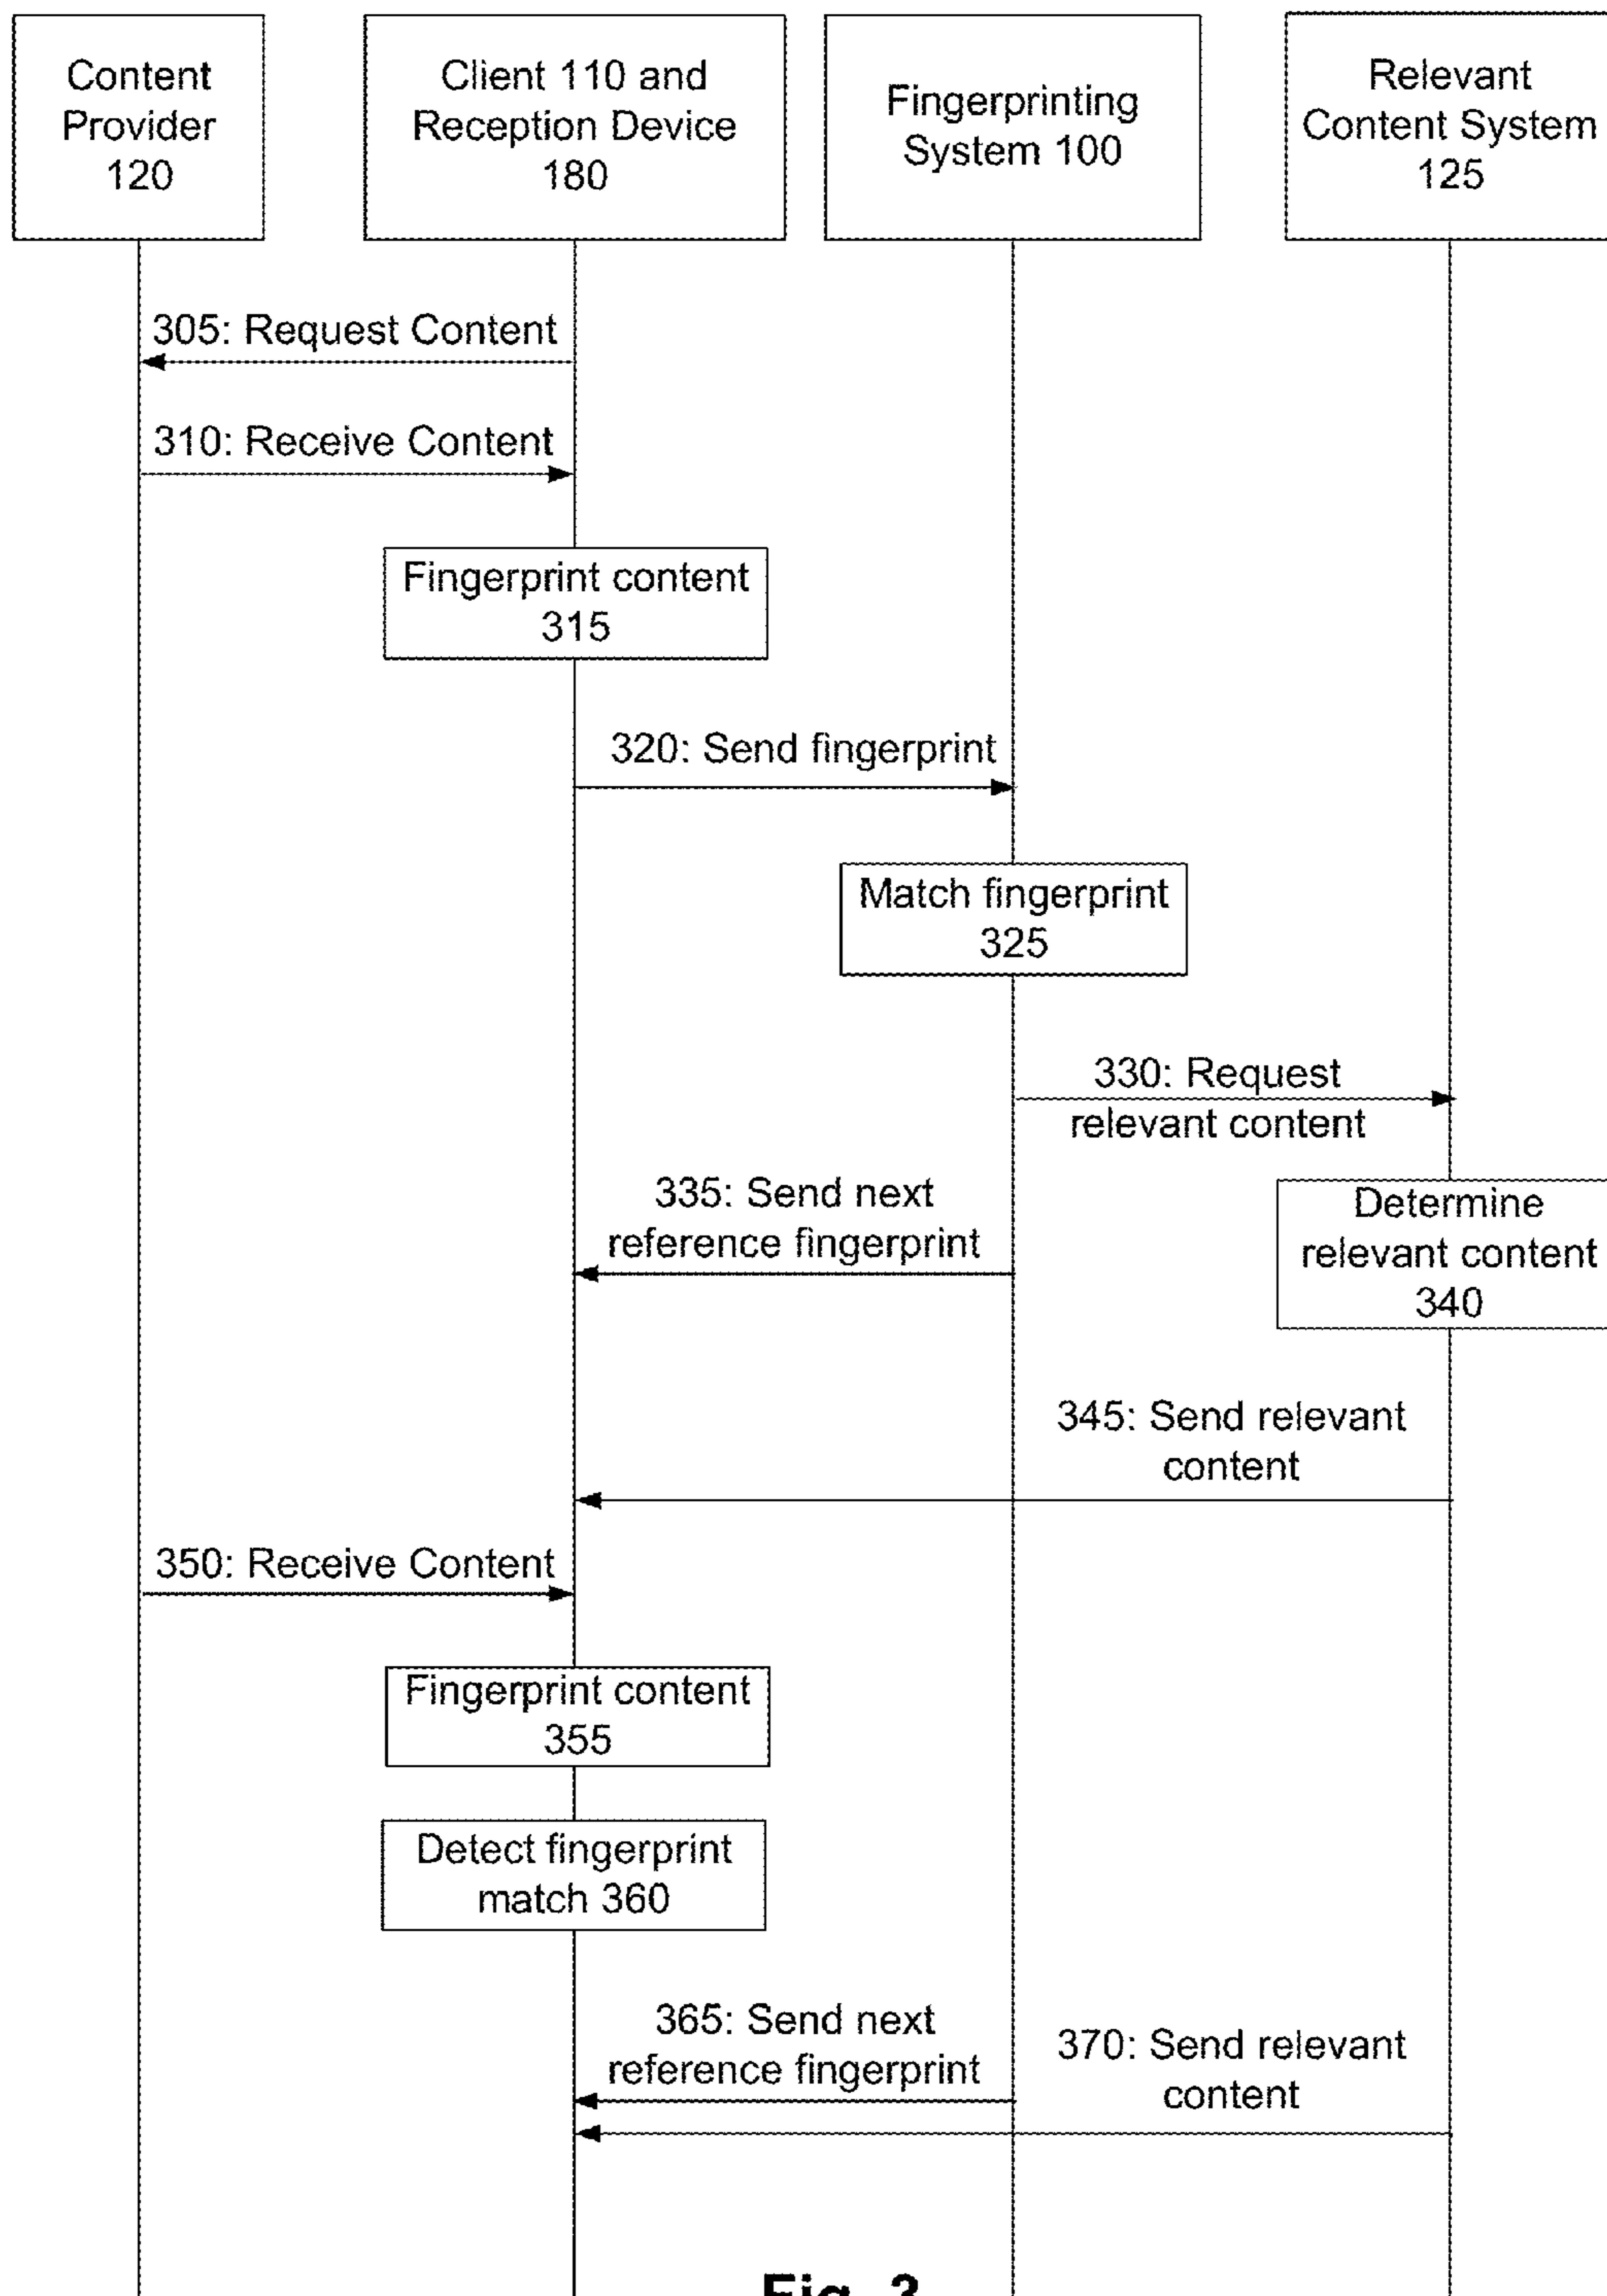 Content
Provider
120
Client 110 and
Reception Device
180
Fingerprinting
System 100
Relevant
Content System
125
305: Request Content
310: Receive Content
Fingerprint content
315
320: Send fingerprint
Match fingerprint
325
330: Request
relevant content
335: Send next
reference fingerprint
Determine
relevant content
340
345: Send relevant
content
350: Receive Content
Fingerprint content
355
Detect fingerprint
match 360
365: Send next
reference fingerprint
370: Send relevant
content
Fig. 3